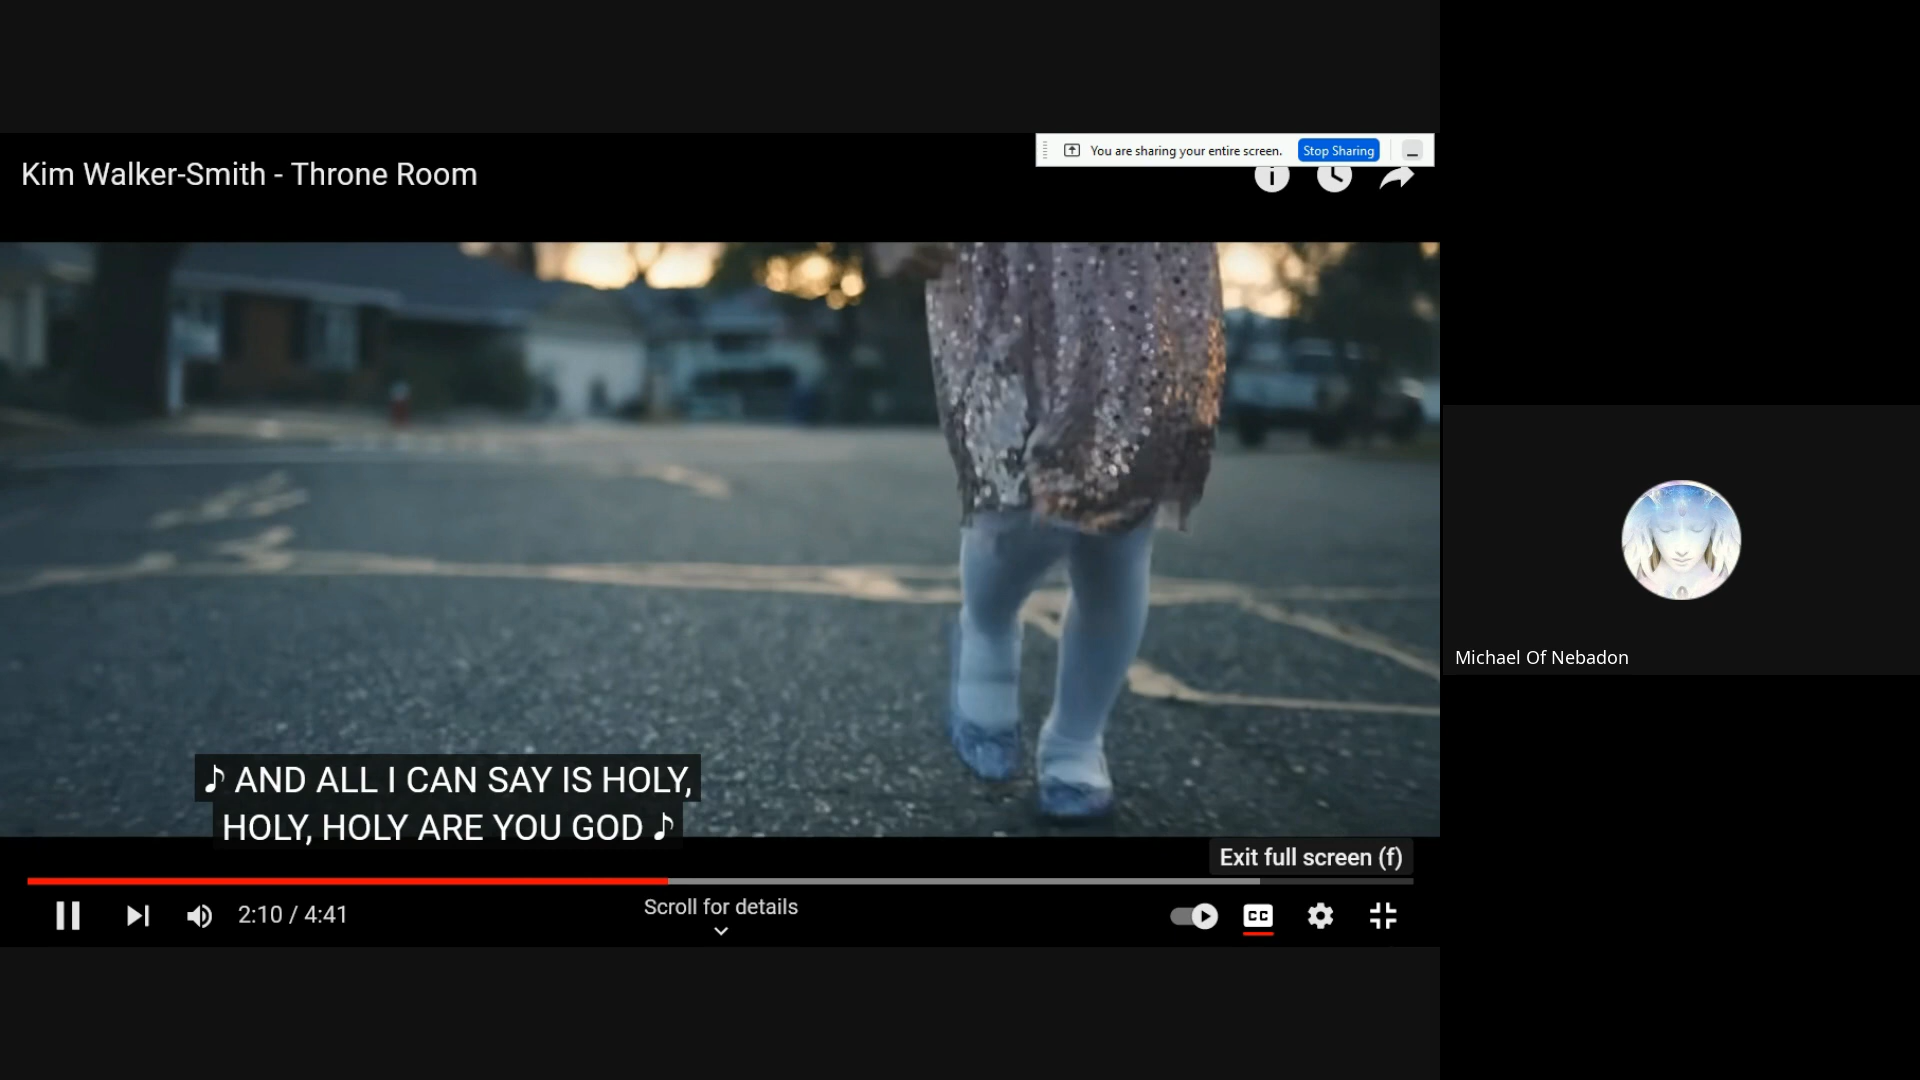 You are sharing your entire screen. Stop Sharing
Kim Walker-Smith - Throne Room
♪ AND ALL I CAN SAY IS HOLY,
HOLY, HOLY ARE YOU GOD ♪
Exit full screen (f)
2:10 / 4:41
Scroll for details
CC
Michael Of Nebadon